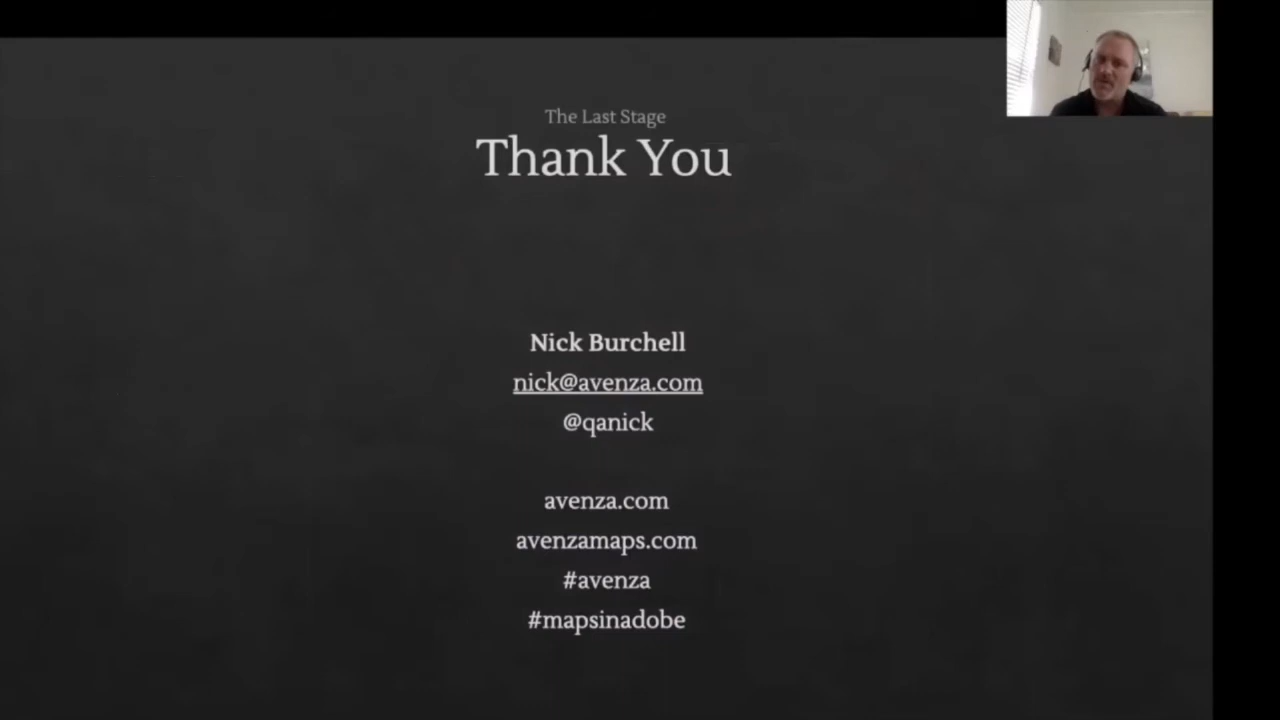 The Last Stage
Thank You
Nick Burchell
nick@avenza.com
@qanick
avenza.com
avenzamaps.com
#avenza
#mapsinadobe